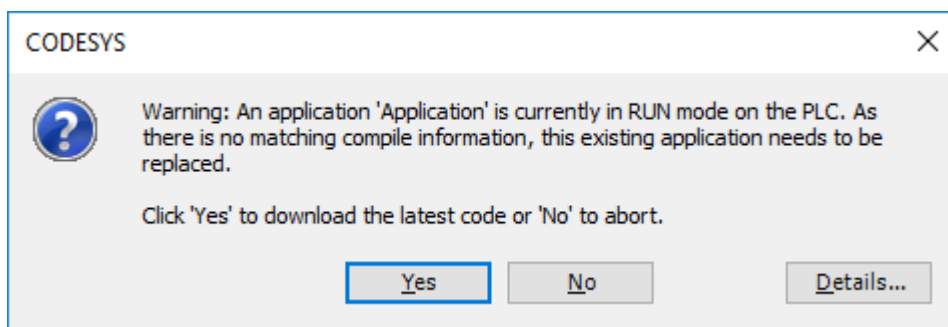 CODESYS
Warning: An application 'Application' is currently in RUN mode on the PLC. As
there is no matching compile information, this existing application needs to be
replaced.
Click 'Yes' to download the latest code or 'No' to abort.
Yes
No
Details...